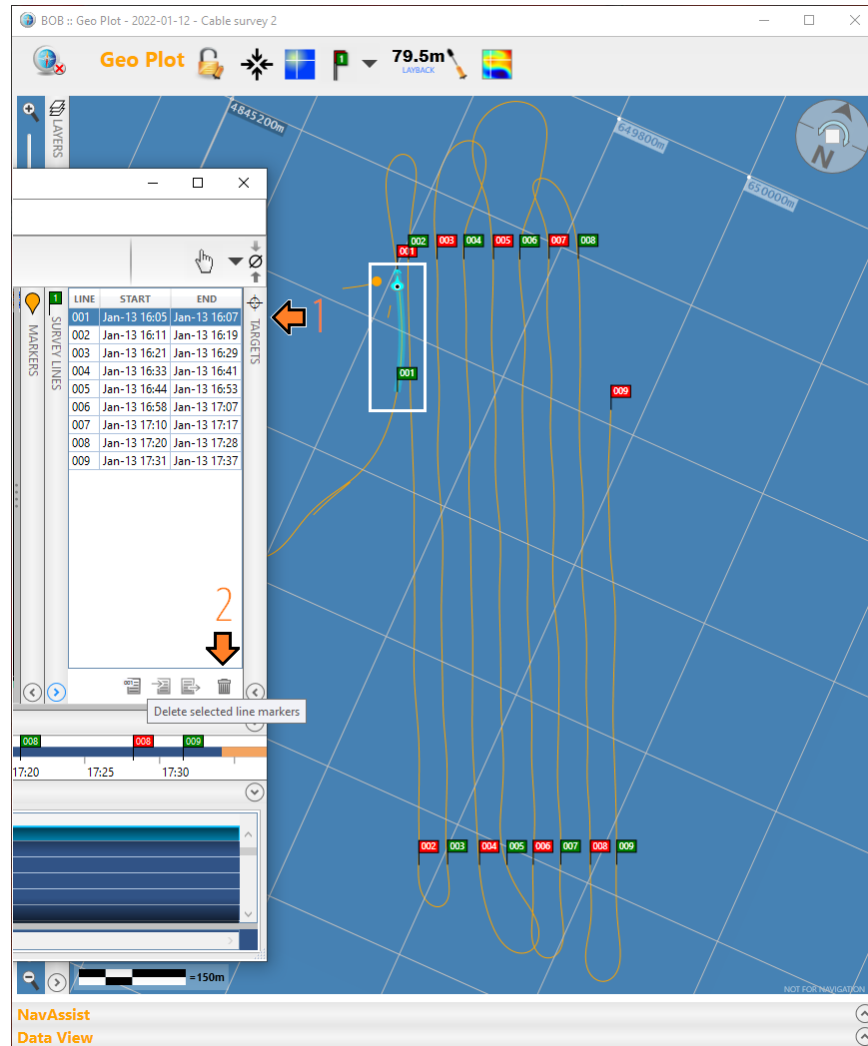 BOB :: Geo Plot - 2022-01-12 - Cable survey 2
Geo Plot
1
79.5m
LAYBACK
LAYERS
4845200m
649800m
650000m
N
002
003
004
005
006
007
008
001
001
009
MARKERS
1
SURVEY LINES
TARGETS
LINE START END
001 Jan-13 16:05 Jan-13 16:07
002 Jan-13 16:11 Jan-13 16:19
003 Jan-13 16:21 Jan-13 16:29
004 Jan-13 16:33 Jan-13 16:41
005 Jan-13 16:44 Jan-13 16:53
006 Jan-13 16:58 Jan-13 17:07
007 Jan-13 17:10 Jan-13 17:17
008 Jan-13 17:20 Jan-13 17:28
009 Jan-13 17:31 Jan-13 17:37
1
2
Delete selected line markers
008
008
009
17:20 17:25 17:30
002
003
004
005
006
007
008
009
=150m
NOT FOR NAVIGATION
NavAssist
Data View